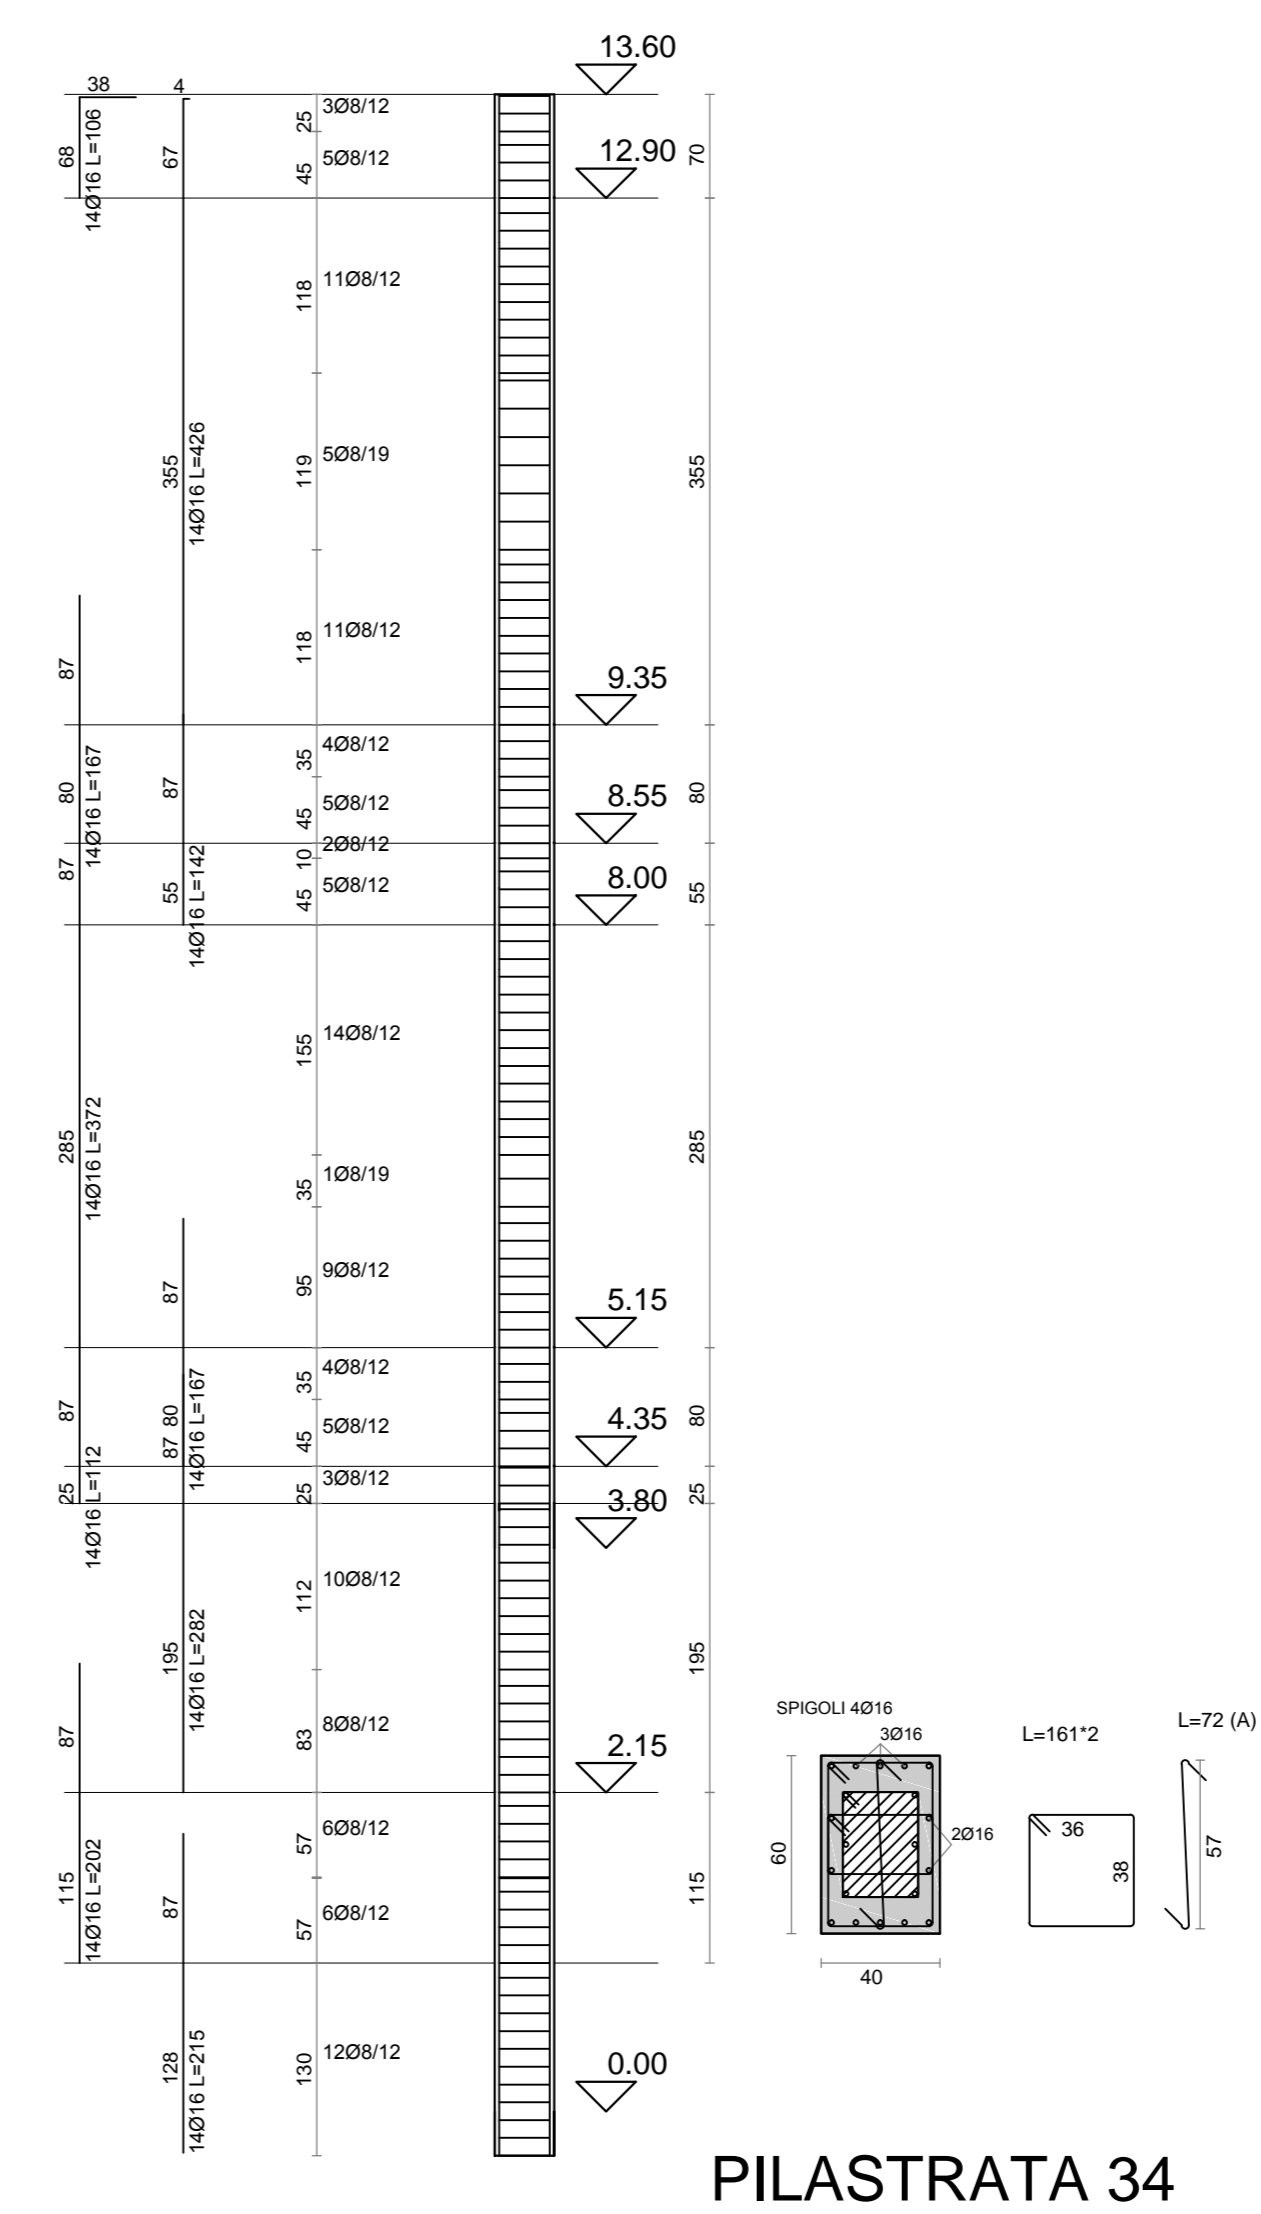 13.60
38
4
14Ø16 L=106
68
67
25
3Ø8/12
12.90
70
45
5Ø8/12
118
11Ø8/12
355
14Ø16 L=426
119
5Ø8/19
355
118
11Ø8/12
87
9.35
80
14Ø16 L=167
87
35
4Ø8/12
45
5Ø8/12
8.55
80
87
10
2Ø8/12
55
14Ø16 L=142
45
5Ø8/12
8.00
55
155
14Ø8/12
285
14Ø16 L=372
285
35
1Ø8/19
87
95
9Ø8/12
5.15
87
80
87
14Ø16 L=167
35
4Ø8/12
45
5Ø8/12
4.35
80
25
14Ø16 L=112
25
3Ø8/12
3.80
25
112
10Ø8/12
195
14Ø16 L=282
195
87
83
8Ø8/12
2.15
57
6Ø8/12
115
14Ø16 L=202
87
57
6Ø8/12
115
128
14Ø16 L=215
130
12Ø8/12
0.00
SPIGOLI 4Ø16
3Ø16
2Ø16
60
40
L=161*2
36
38
L=72 (A)
57
PILASTRATA 34